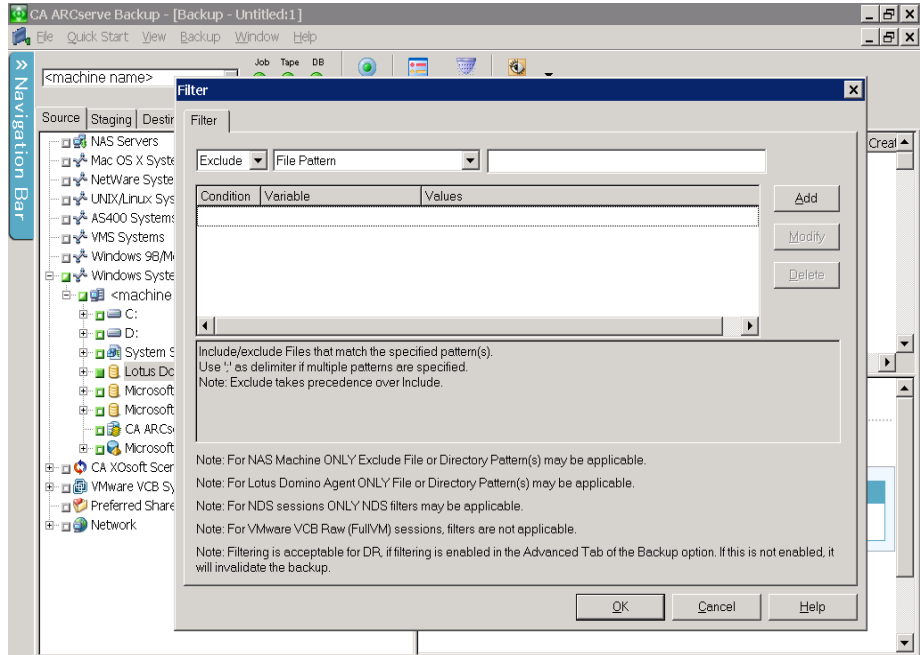 CA ARCserve Backup - [Backup - Untitled:1]
File Quick Start View Backup Window Help
Job Tape DB
<machine name>
Filter
Source Staging Destin
Filter
Navigation Bar
NAS Servers
Mac OS X Syste
NetWare Syste
UNIX/Linux Sys
AS400 Systems
VMS Systems
Windows 98/M
Windows Syste
<machine
C:
D:
System S
Lotus Do
Microsoft
Microsoft
CA ARCs
Microsoft
CA XOsoft Scer
VMware VCB Sy
Preferred Share
Network
Exclude File Pattern
Condition Variable Values
Add
Modify
Delete
Creat
Include/exclude Files that match the specified pattern(s).
Use ';' as delimiter if multiple patterns are specified.
Note: Exclude takes precedence over Include.
Note: For NAS Machine ONLY Exclude File or Directory Pattern(s) may be applicable.
Note: For Lotus Domino Agent ONLY File or Directory Pattern(s) may be applicable.
Note: For NDS sessions ONLY NDS filters may be applicable.
Note: For VMware VCB Raw (FullVM) sessions, filters are not applicable.
Note: Filtering is acceptable for DR, if filtering is enabled in the Advanced Tab of the Backup option. If this is not enabled, it
will invalidate the backup.
OK Cancel Help